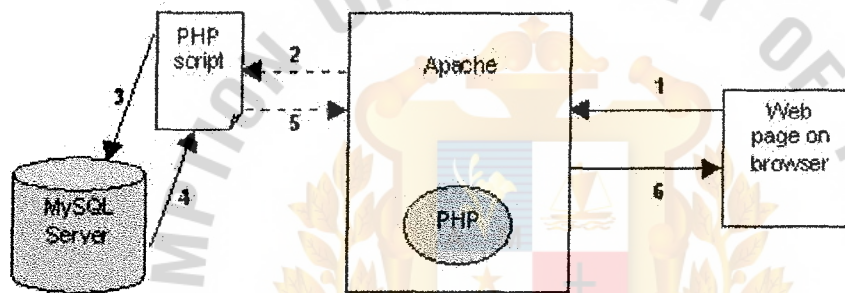 PHP
script
2
Apache
3
5
1
Web
page on
browser
4
6
MySQL
Server
PHP